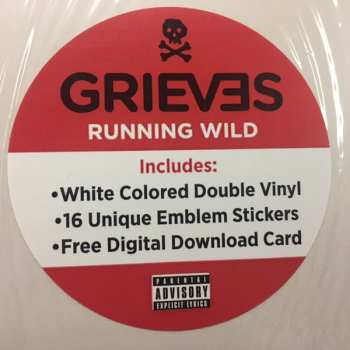 GRIEVES
RUNNING WILD
Includes:
•White Colored Double Vinyl
•16 Unique Emblem Stickers
•Free Digital Download Card
PARENTAL
ADVISORY
EXPLICIT LYRICS